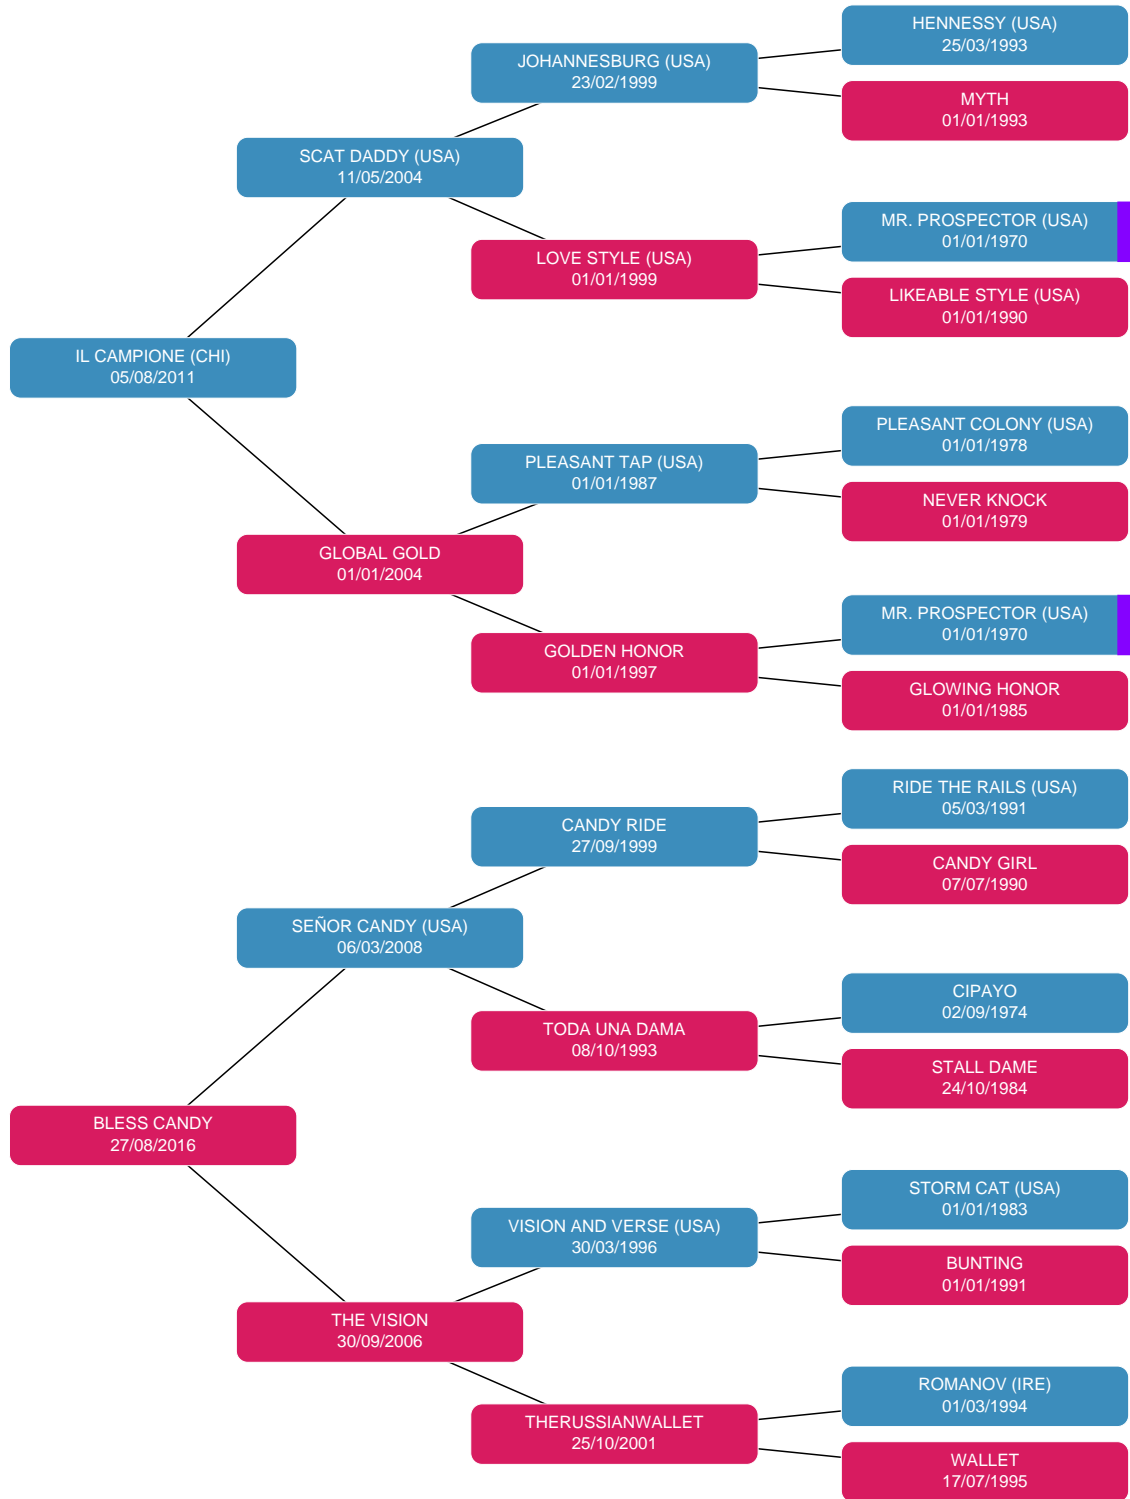 HENNESSY (USA)
25/03/1993
JOHANNESBURG (USA)
23/02/1999
MYTH
01/01/1993
SCAT DADDY (USA)
11/05/2004
MR. PROSPECTOR (USA)
01/01/1970
LOVE STYLE (USA)
01/01/1999
LIKEABLE STYLE (USA)
01/01/1990
IL CAMPIONE (CHI)
05/08/2011
PLEASANT COLONY (USA)
01/01/1978
PLEASANT TAP (USA)
01/01/1987
NEVER KNOCK
01/01/1979
GLOBAL GOLD
01/01/2004
MR. PROSPECTOR (USA)
01/01/1970
GOLDEN HONOR
01/01/1997
GLOWING HONOR
01/01/1985
RIDE THE RAILS (USA)
05/03/1991
CANDY RIDE
27/09/1999
CANDY GIRL
07/07/1990
SEÑOR CANDY (USA)
06/03/2008
CIPAYO
02/09/1974
TODA UNA DAMA
08/10/1993
STALL DAME
24/10/1984
BLESS CANDY
27/08/2016
STORM CAT (USA)
01/01/1983
VISION AND VERSE (USA)
30/03/1996
BUNTING
01/01/1991
THE VISION
30/09/2006
ROMANOV (IRE)
01/03/1994
THERUSSIANWALLET
25/10/2001
WALLET
17/07/1995